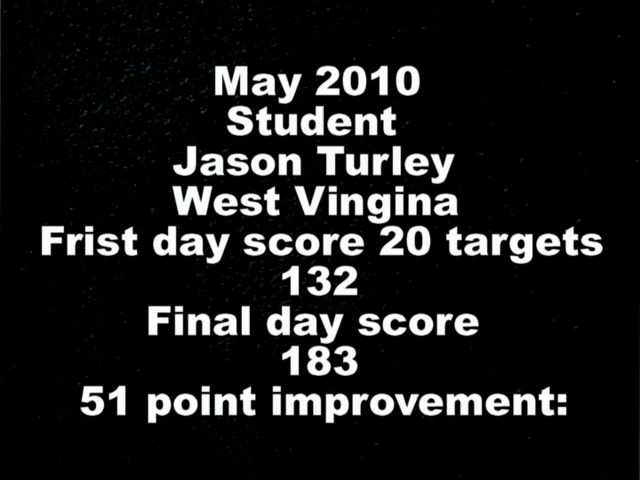 May 2010
Student
Jason Turley
West Vingina
Frist day score 20 targets
132
Final day score
183
51 point improvement: